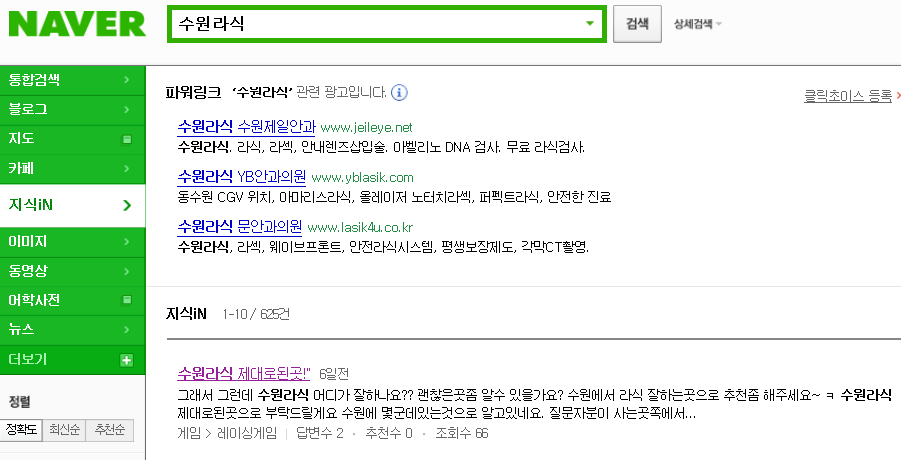 NAVER 수원라식 검색 상세검색
통합검색
블로그
지도
카페
지식iN
이미지
동영상
어학사전
뉴스
더보기
정렬
정확도 최신순 추천순
파워링크 '수원라식' 관련 광고입니다. 클릭초이스 등록
수원라식 수원제일안과 www.jeileye.net
수원라식. 라식, 라섹, 안내렌즈삽입술. 아벨리노 DNA 검사. 무료 라식검사.
수원라식 YB안과의원 www.yblasik.com
동수원 CGV 위치, 아마리스라식, 올레이저 노터치라섹, 퍼펙트라식, 안전한 진료
수원라식 문안과의원 www.lasik4u.co.kr
수원라식, 라섹, 웨이브프론트, 안전라식시스템, 평생보장제도, 각막CT촬영.
지식iN 1-10 / 625건
수원라식 제대로된곳!" 6일전
그래서 그런데 수원라식 어디가 잘하나요?? 괜찮은곳좀 알수 있을가요? 수원에서 라식 잘하는곳으로 추천좀 해주세요~ ㅋ 수원라식
제대로된곳으로 부탁드릴게요 수원에 몇군데있는것으로 알고있네요. 질문자분이 사는곳쪽에서...
게임 > 레이싱게임 | 답변수 2 · 추천수 0 · 조회수 66